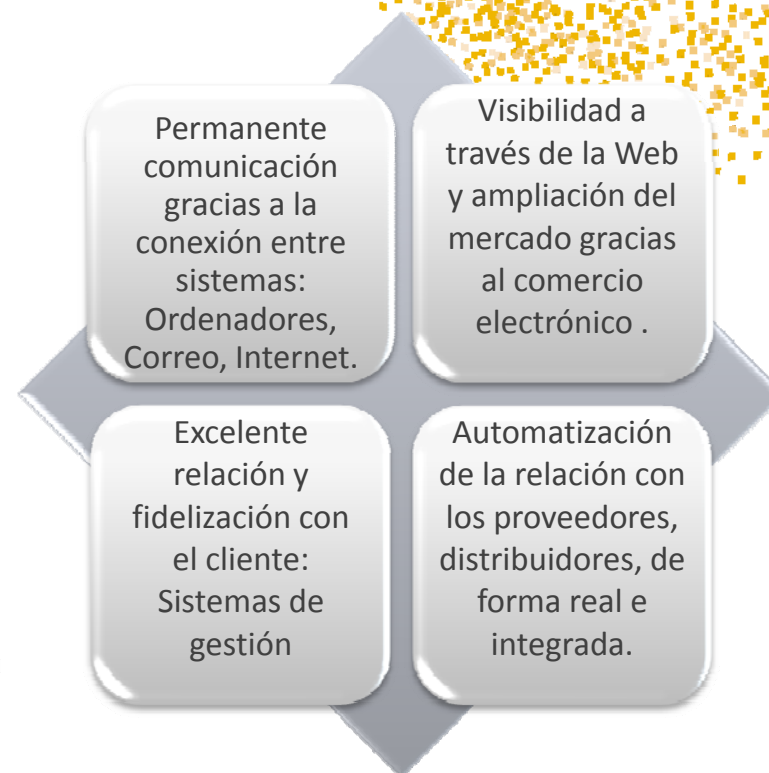 Permanente
comunicación
gracias a la
conexión entre
sistemas:
Ordenadores,
Correo, Internet.
Visibilidad a
través de la Web
y ampliación del
mercado gracias
al comercio
electrónico .
Excelente
relación y
fidelización con
el cliente:
Sistemas de
gestión
Automatización
de la relación con
los proveedores,
distribuidores, de
forma real e
integrada.